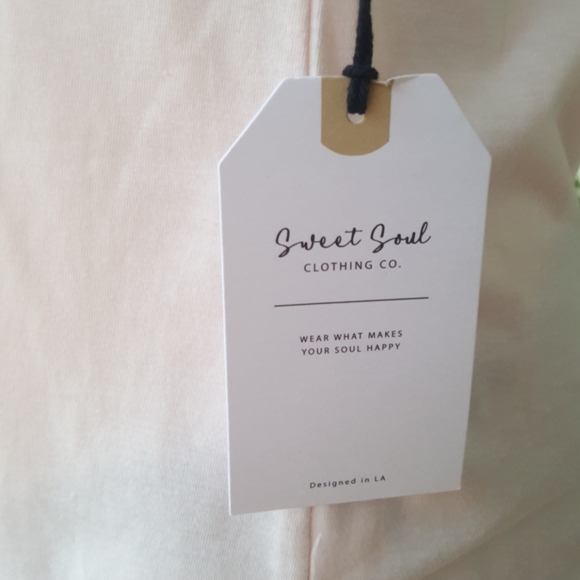 Sweet Soul
CLOTHING CO.
WEAR WHAT MAKES
YOUR SOUL HAPPY
Designed in LA